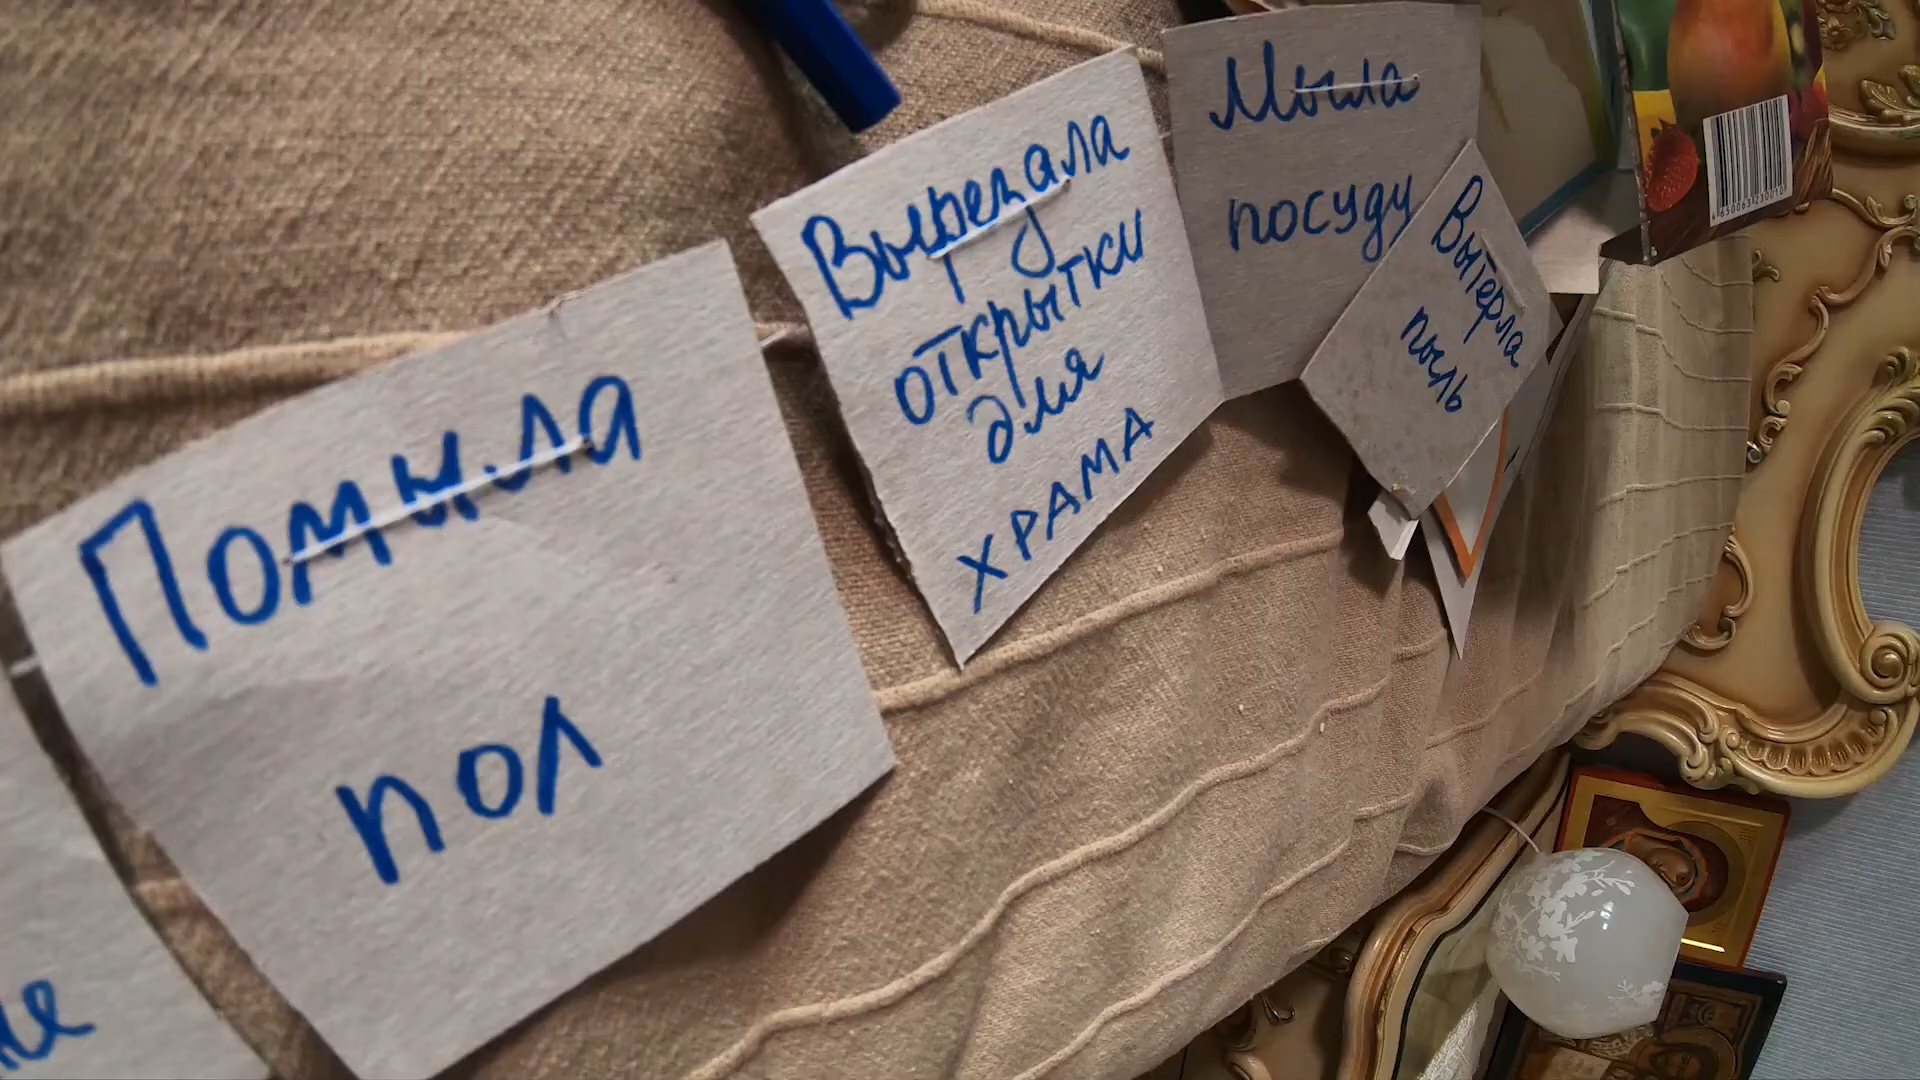 Помыла
пол
Вырезала
открытки
для
ХРАМА
Мыла
посуду
Вытерла
пыль